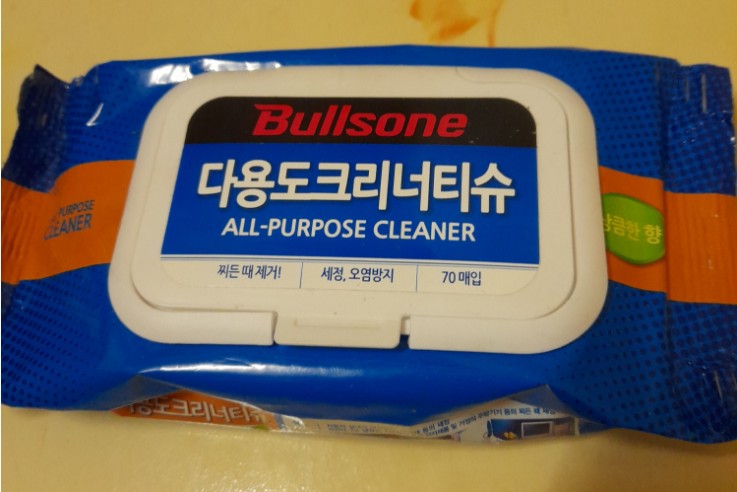 Bullsone
다용도크리너티슈
ALL-PURPOSE CLEANER
찌든 때 제거!
세정, 오염방지
70 매입
PURPOSE
CLEANER
상큼한 향
다용도크리너티슈